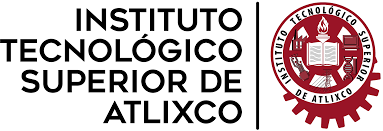 INSTITUTO
TECNOLÓGICO
SUPERIOR DE
ATLIXCO
INSTITUTO TECNOLÓGICO SUPERIOR
DE ATLIXCO